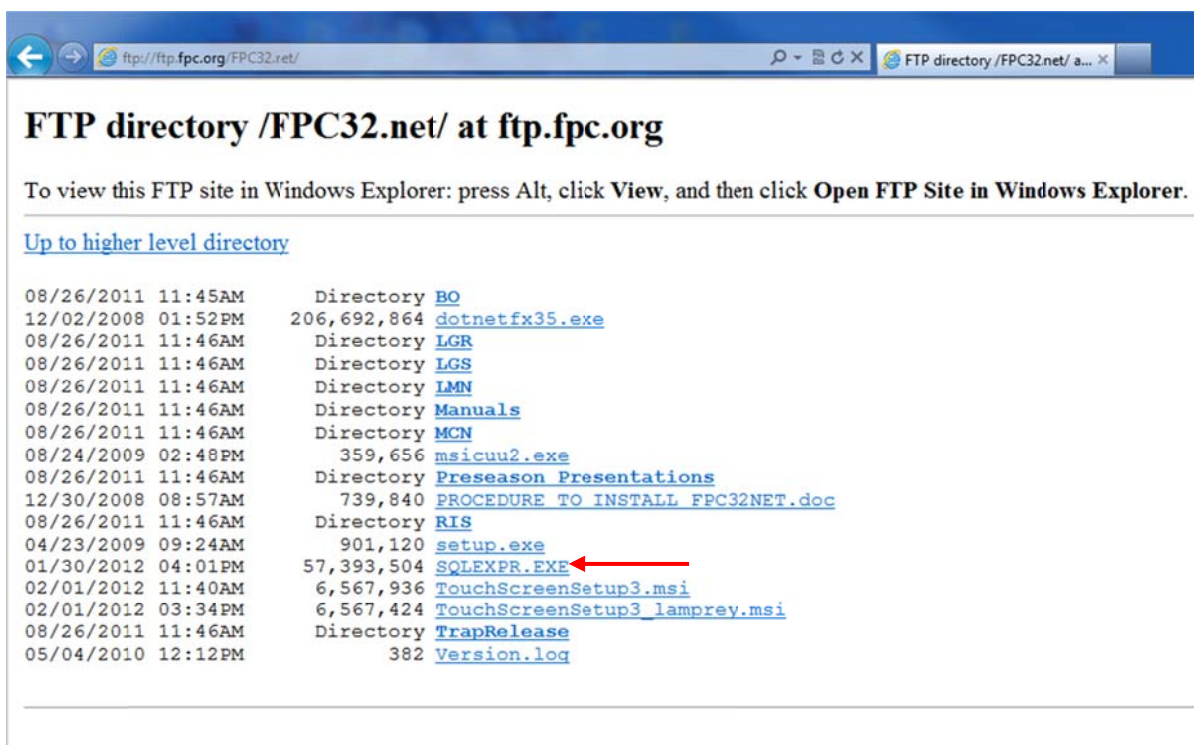 ftp://ftp.fpc.org/FPC32.net/
FTP directory /FPC32.net/ a...
FTP directory /FPC32.net/ at ftp.fpc.org
To view this FTP site in Windows Explorer: press Alt, click View, and then click Open FTP Site in Windows Explorer.
Up to higher level directory
08/26/2011 11:45AM Directory BO
12/02/2008 01:52PM 206,692,864 dotnetfx35.exe
08/26/2011 11:46AM Directory LGR
08/26/2011 11:46AM Directory LGS
08/26/2011 11:46AM Directory LMN
08/26/2011 11:46AM Directory Manuals
08/26/2011 11:46AM Directory MCN
08/24/2009 02:48PM 359,656 msicuu2.exe
08/26/2011 11:46AM Directory Preseason Presentations
12/30/2008 08:57AM 739,840 PROCEDURE TO INSTALL FPC32NET.doc
08/26/2011 11:46AM Directory RIS
04/23/2009 09:24AM 901,120 setup.exe
01/30/2012 04:01PM 57,393,504 SQLEXPR.EXE
02/01/2012 11:40AM 6,567,936 TouchScreenSetup3.msi
02/01/2012 03:34PM 6,567,424 TouchScreenSetup3_lamprey.msi
08/26/2011 11:46AM Directory TrapRelease
05/04/2010 12:12PM 382 Version.log